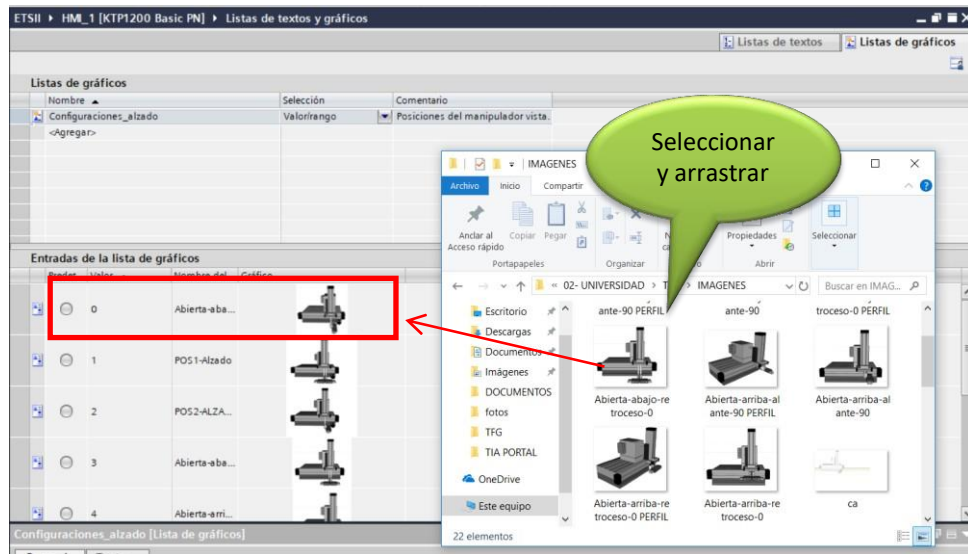 ETSII ▸ HMI_1 [KTP1200 Basic PN] ▸ Listas de textos y gráficos
Listas de textos
Listas de gráficos
Listas de gráficos
Nombre Selección Comentario
Configuraciones_alzado Valor/rango Posiciones del manipulador vista..
<Agregar>
Seleccionar
y arrastrar
IMAGENES
Archivo Inicio Compartir
Anclar al
Acceso rápido
Copiar Pegar
Propiedades
Seleccionar
Portapapeles Organizar Abrir
« 02- UNIVERSIDAD > IMAGENES
Buscar en IMAG...
Escritorio
Descargas
Documentos
Imágenes
DOCUMENTOS
fotos
TFG
TIA PORTAL
OneDrive
Este equipo
ante-90 PERFIL
ante-90
troceso-0 PERFIL
Abierta-abajo-re
troceso-0
Abierta-arriba-al
ante-90 PERFIL
Abierta-arriba-al
ante-90
Abierta-arriba-re
troceso-0 PERFIL
Abierta-arriba-re
troceso-0
ca
22 elementos
Entradas de la lista de gráficos
Predet. Valor Nombre del Gráfico
0 Abierta-aba...
1 POS1-Alzado
2 POS2-ALZA...
3 Abierta-aba...
4 Abierta-arri...
Configuraciones_alzado [Lista de gráficos]